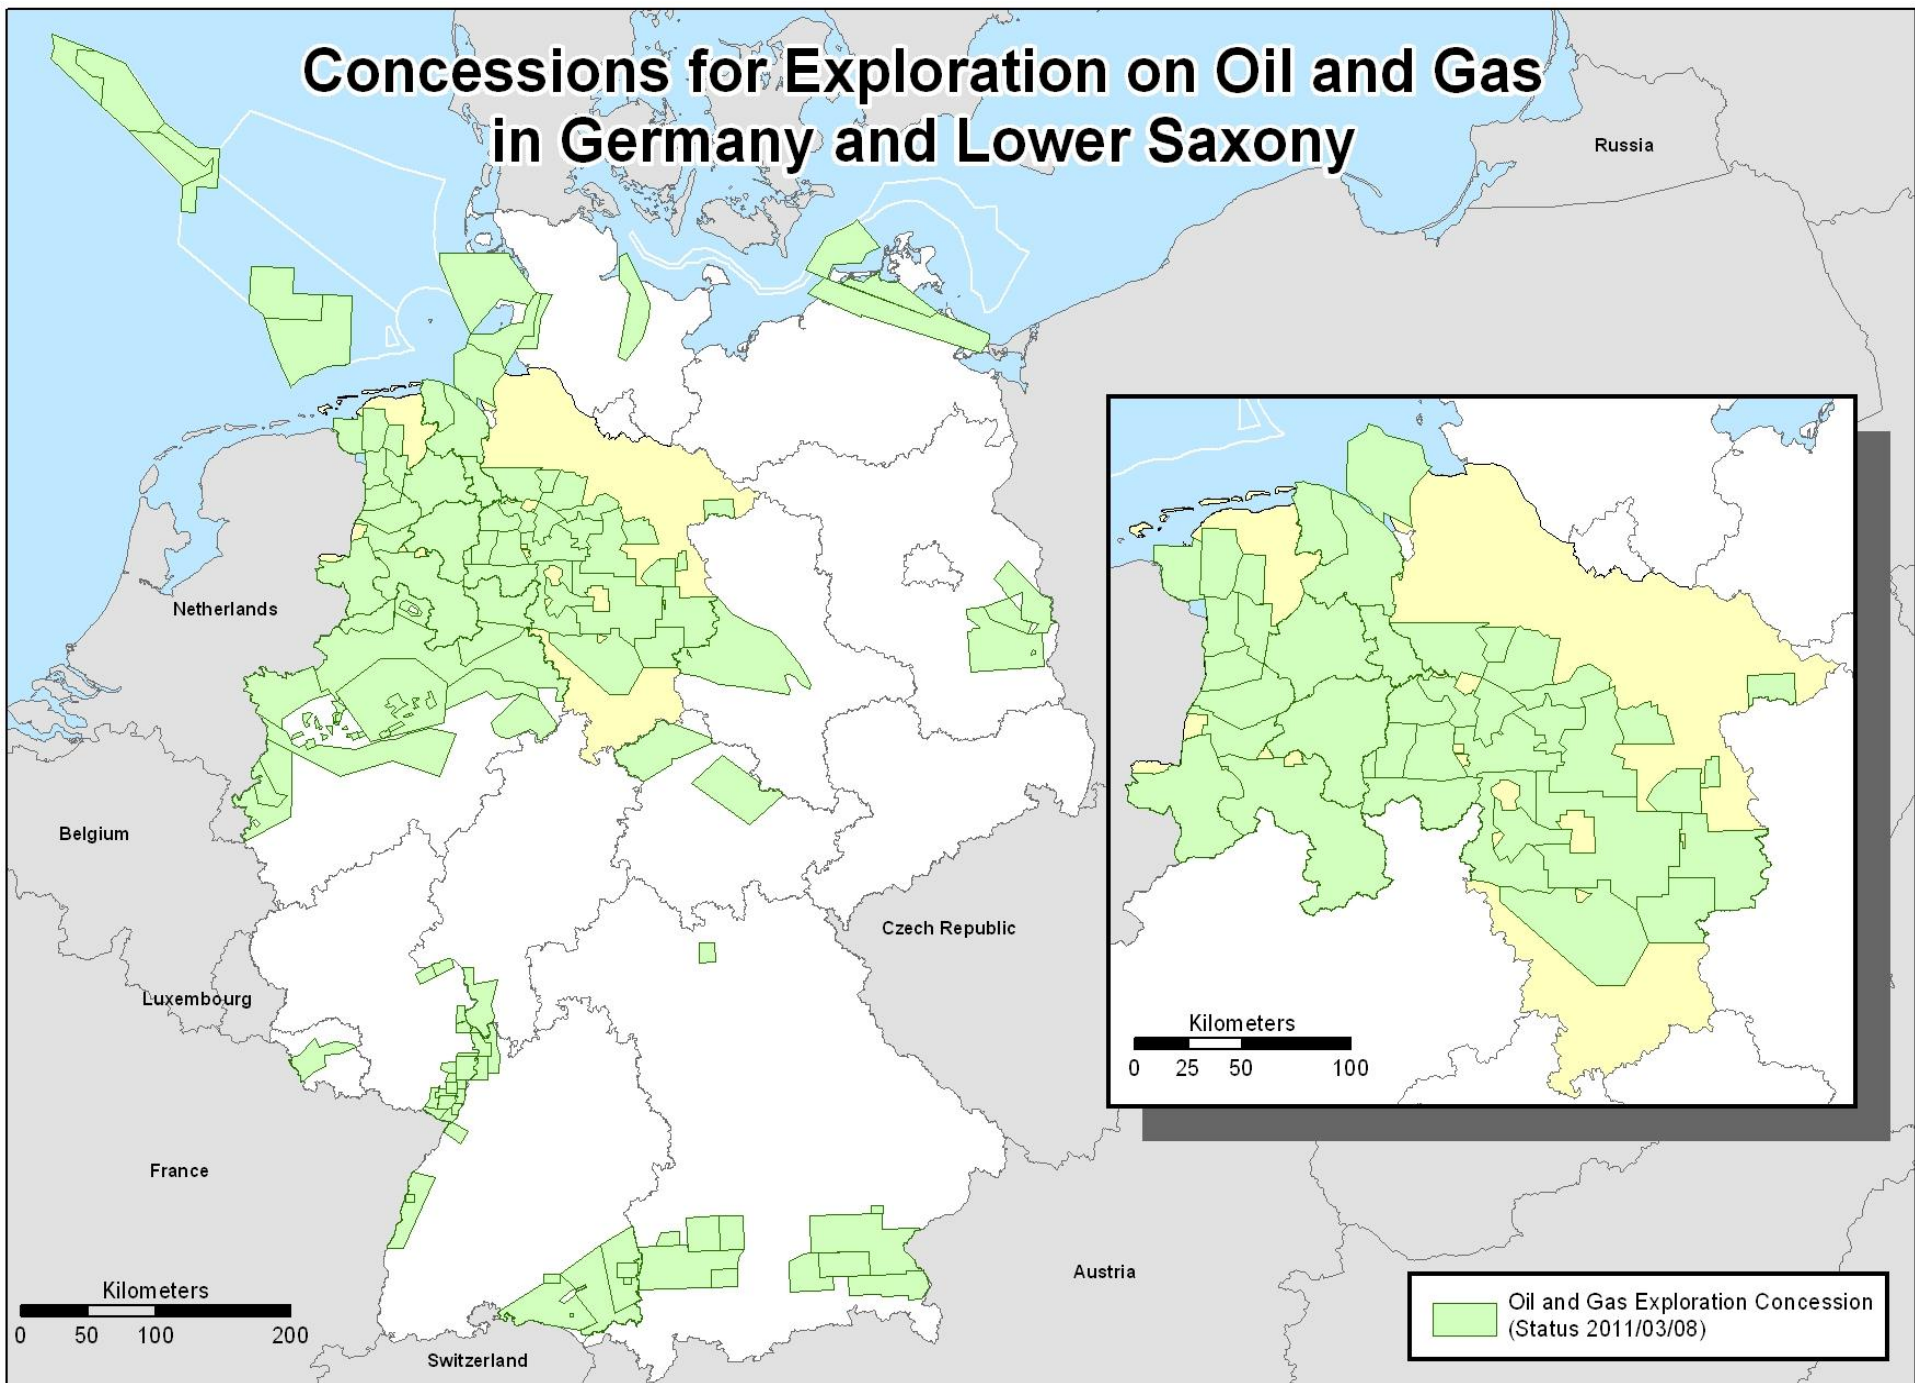 Concessions for Exploration on Oil and Gas
in Germany and Lower Saxony
Russia
Netherlands
Belgium
Czech Republic
Luxembourg
Kilometers
0 25 50 100
France
Austria
Kilometers
0 50 100 200
Oil and Gas Exploration Concession
(Status 2011/03/08)
Switzerland